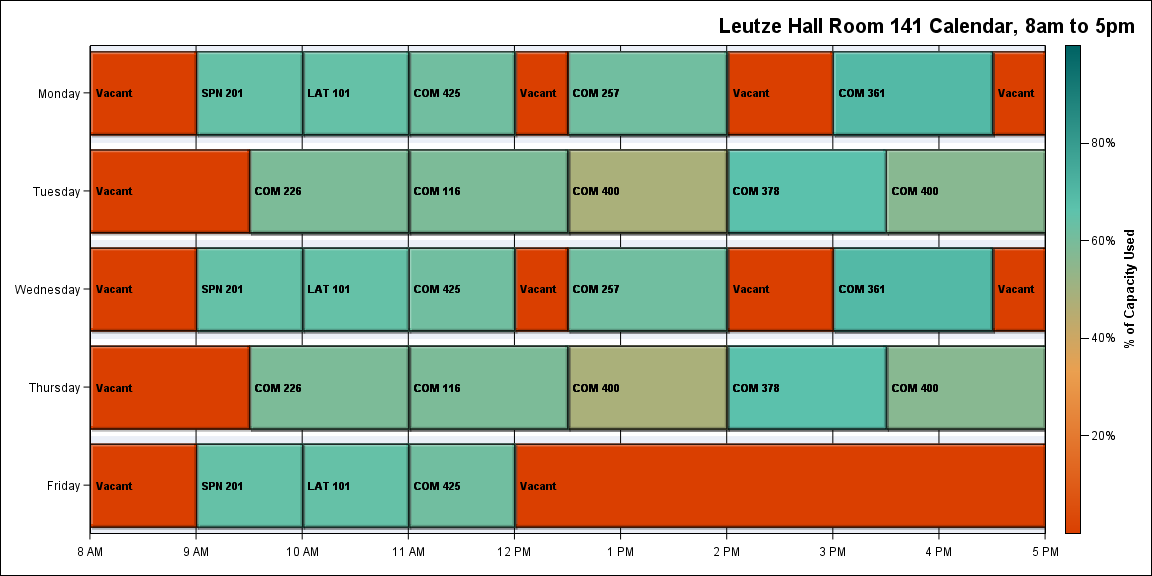 Leutze Hall Room 141 Calendar, 8am to 5pm
Monday
Vacant
SPN 201
LAT 101
COM 425
Vacant
COM 257
Vacant
COM 361
Vacant
Tuesday
Vacant
COM 226
COM 116
COM 400
COM 378
COM 400
Wednesday
Vacant
SPN 201
LAT 101
COM 425
Vacant
COM 257
Vacant
COM 361
Vacant
Thursday
Vacant
COM 226
COM 116
COM 400
COM 378
COM 400
Friday
Vacant
SPN 201
LAT 101
COM 425
Vacant
8 AM
9 AM
10 AM
11 AM
12 PM
1 PM
2 PM
3 PM
4 PM
5 PM
80%
60%
40%
20%
% of Capacity Used